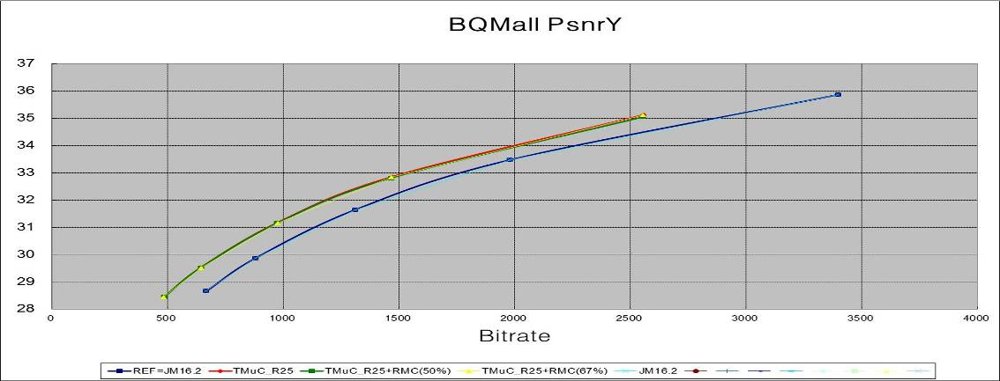 BQMall PsnrY
37
36
35
34
33
32
31
30
29
28
0 500 1000 1500 2000 2500 3000 3500 4000
Bitrate
REF=JM16.2 TMuC_R25 TMuC_R25+RMC(50%) TMuC_R25+RMC(67%) JM16.2